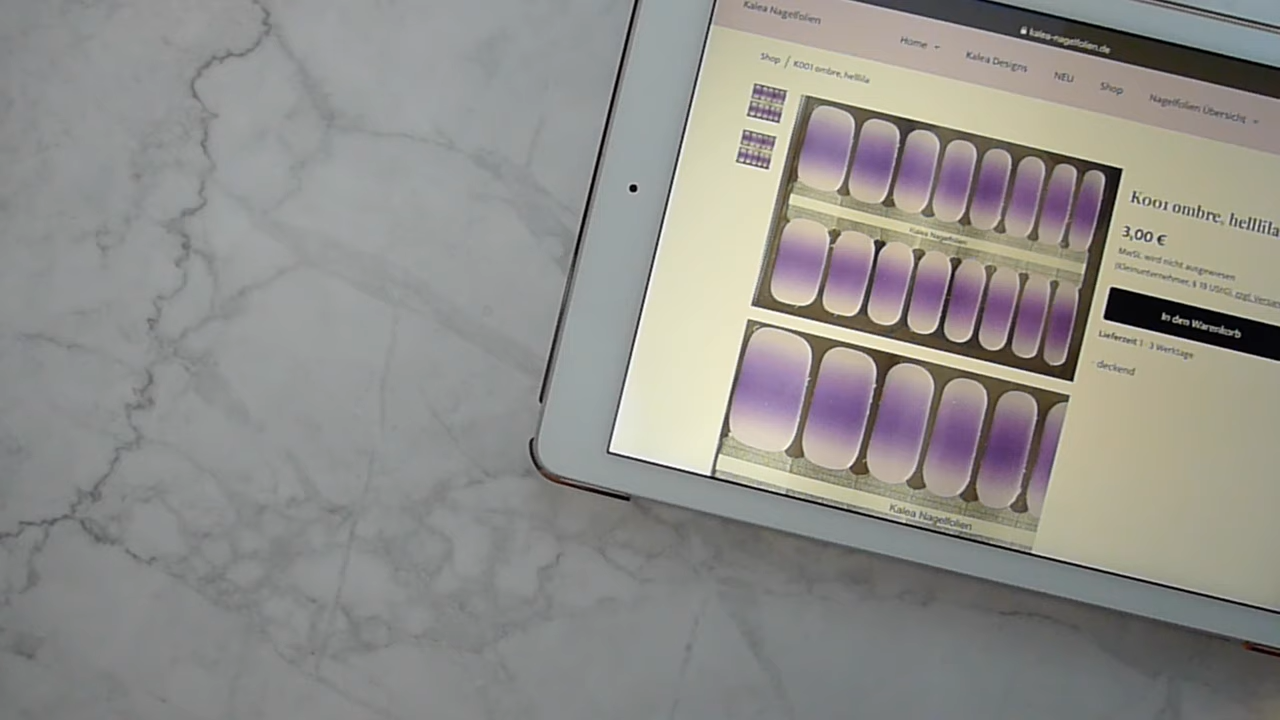 Kalea Nagelfolien
kalea-nagelfolien.de
Home
Kalea Designs
NEU
Shop
Nagelfolien Übersicht
Shop / K001 ombre, helllila
K001 ombre, helllila
3,00 €
MwSt. wird nicht ausgewiesen
(Kleinunternehmer, § 19 UStG), zzgl. Versan
In den Warenkorb
Lieferzeit 1 - 3 Werktage
- deckend
Kalea Nagelfolien
Kalea Nagelfolien